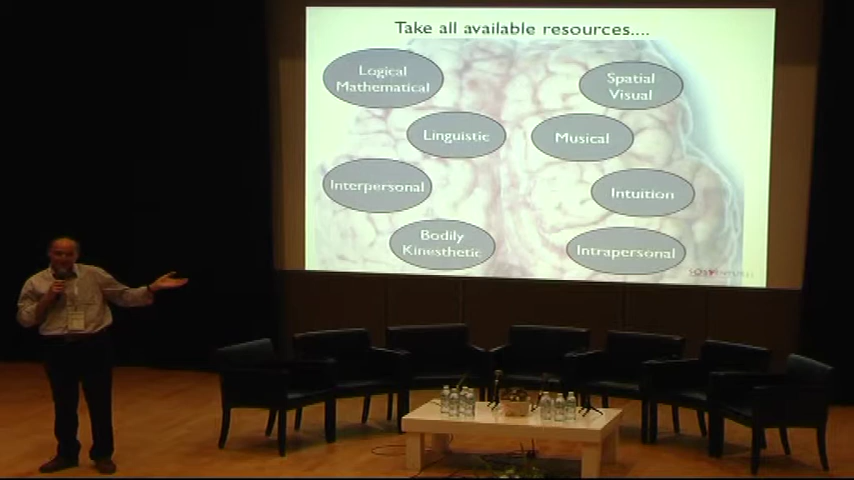 Take all available resources....
Logical
Mathematical
Spatial
Visual
Linguistic
Musical
Interpersonal
Intuition
Bodily
Kinesthetic
Intrapersonal